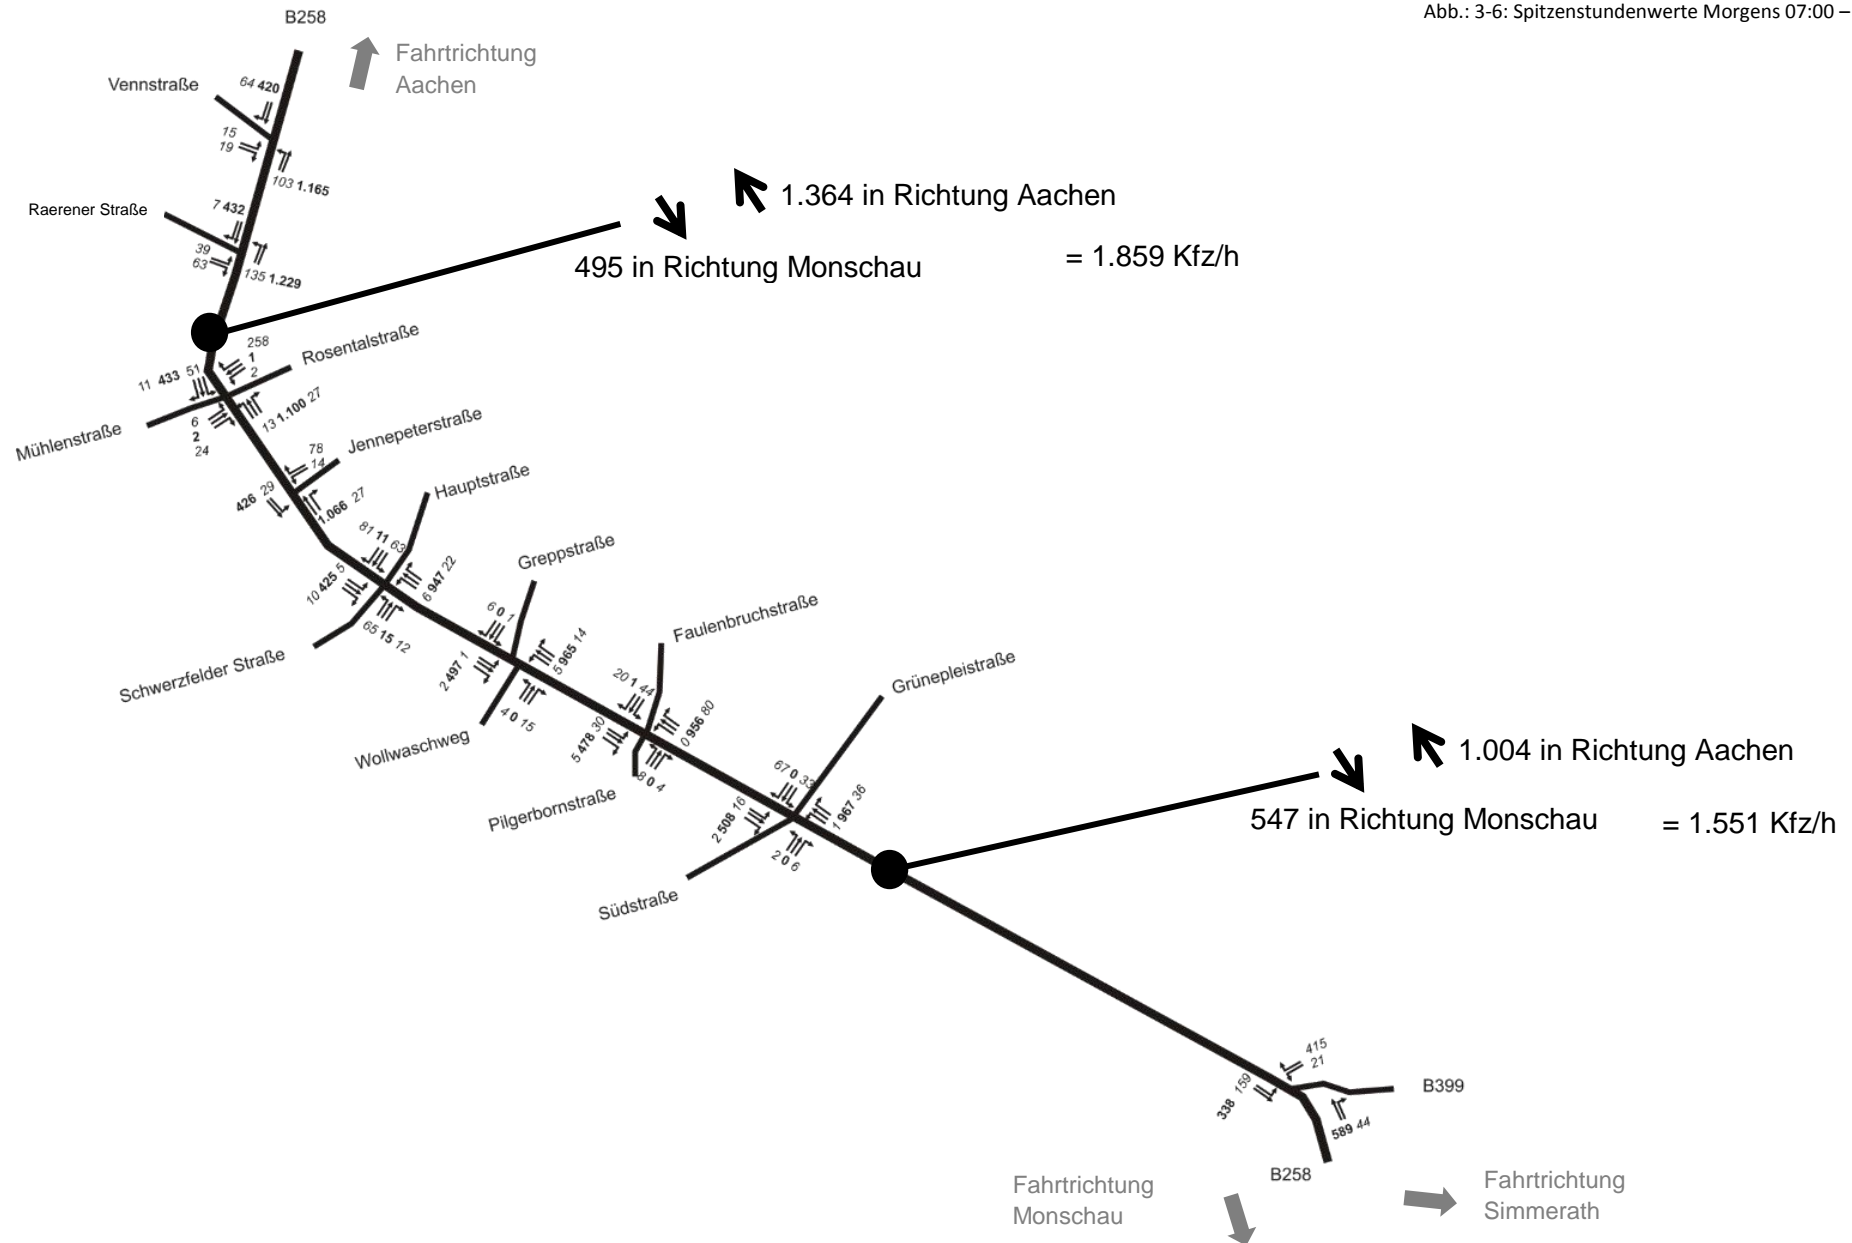 Abb.: 3-6: Spitzenstundenwerte Morgens 07:00 –
B258
Fahrtrichtung
Aachen
Vennstraße
64 420
15
19
103 1.165
Raerener Straße
7 432
39
63
135 1.229
1.364 in Richtung Aachen
495 in Richtung Monschau
= 1.859 Kfz/h
258
1
2
Rosentalstraße
11 433 51
Mühlenstraße
6
2
24
13 1.100 27
Jennepeterstraße
78
14
426 29
1.066 27
Hauptstraße
81 11 63
10 425 5
6 947 22
65 15 12
Schwerzfelder Straße
Greppstraße
6 0 1
2 497 1
5 965 14
4 0 15
Wollwaschweg
Faulenbruchstraße
20 1 44
5 478 30
0 956 80
8 0 4
Pilgerbornstraße
Grünepleistraße
67 0 33
2 508 16
1 967 36
2 0 6
Südstraße
1.004 in Richtung Aachen
547 in Richtung Monschau
= 1.551 Kfz/h
415
21
338 159
B399
589 44
B258
Fahrtrichtung
Monschau
Fahrtrichtung
Simmerath